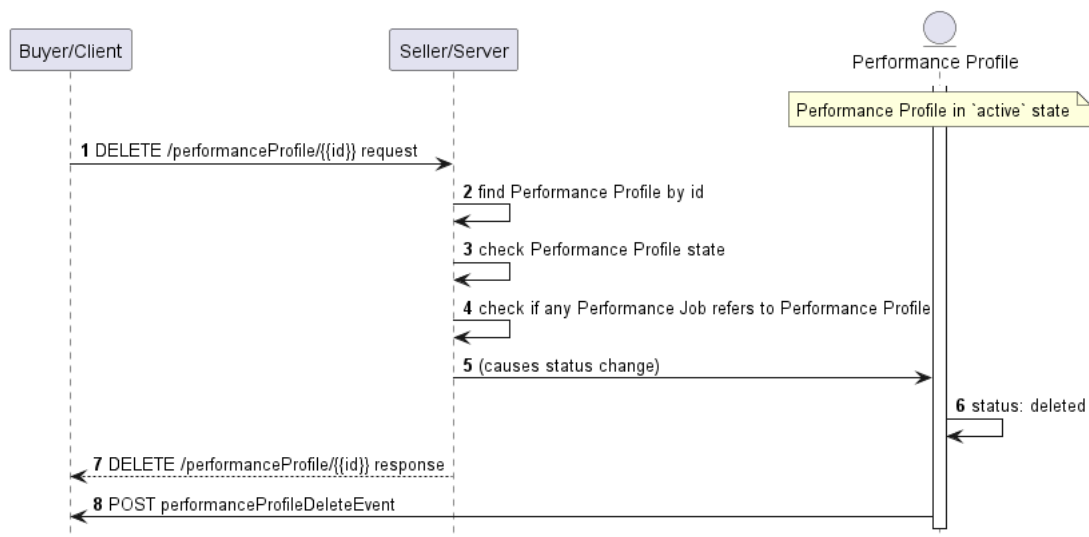 Buyer/Client
Seller/Server
Performance Profile
Performance Profile in `active` state
1 DELETE /performanceProfile/{{id}} request
2 find Performance Profile by id
3 check Performance Profile state
4 check if any Performance Job refers to Performance Profile
5 (causes status change)
6 status: deleted
7 DELETE /performanceProfile/{{id}} response
8 POST performanceProfileDeleteEvent